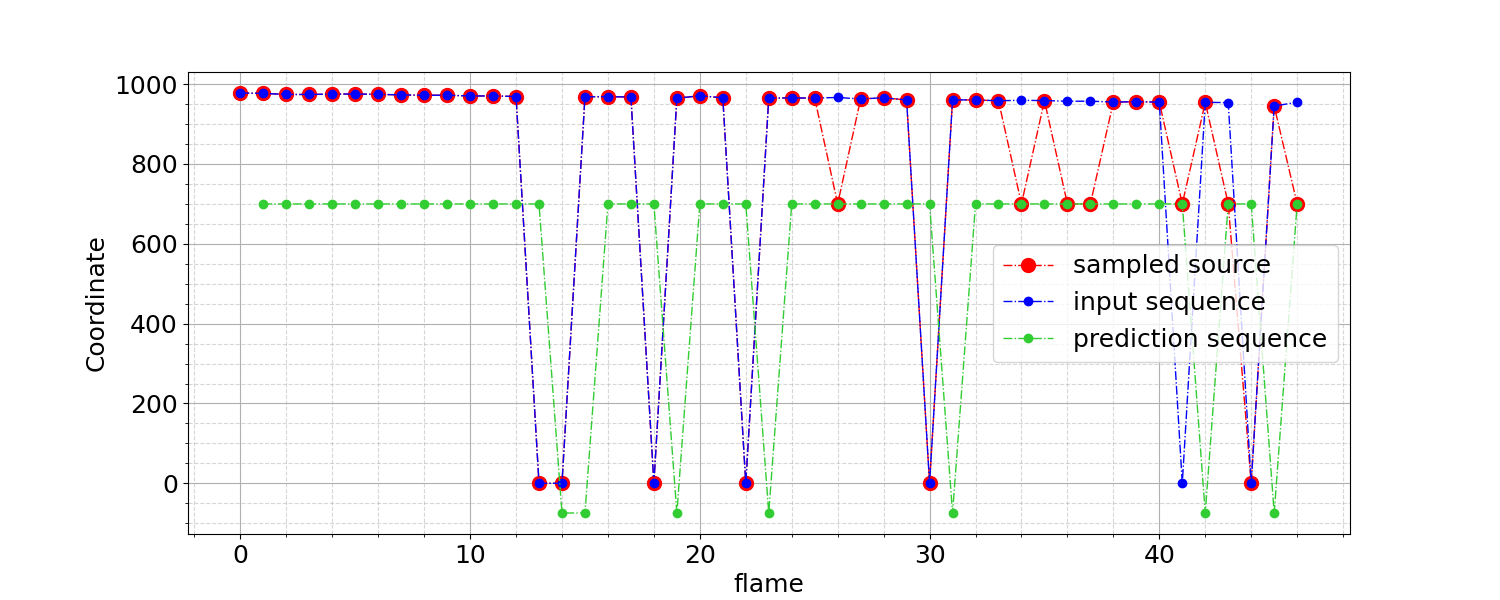 1000
800
600
400
200
0
Coordinate
sampled source
input sequence
prediction sequence
0 10 20 30 40
flame